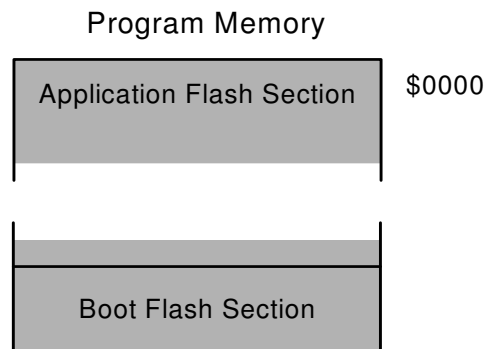 Program Memory
Application Flash Section
$0000
Boot Flash Section